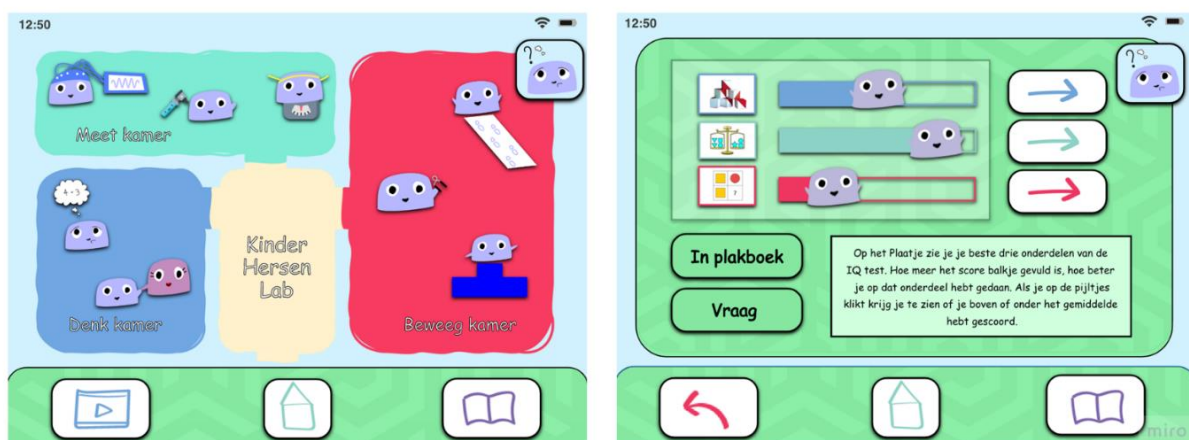 12:50
Meet kamer
4-3
Kinder
Hersen
Lab
Denk kamer
Beweeg kamer
12:50
In plakboek
Vraag
Op het Plaatje zie je je beste drie onderdelen van de
IQ test. Hoe meer het score balkje gevuld is, hoe beter
je op dat onderdeel hebt gedaan. Als je op de pijltjes
klikt krijg je te zien of je boven of onder het gemiddelde
hebt gescoord.
miro